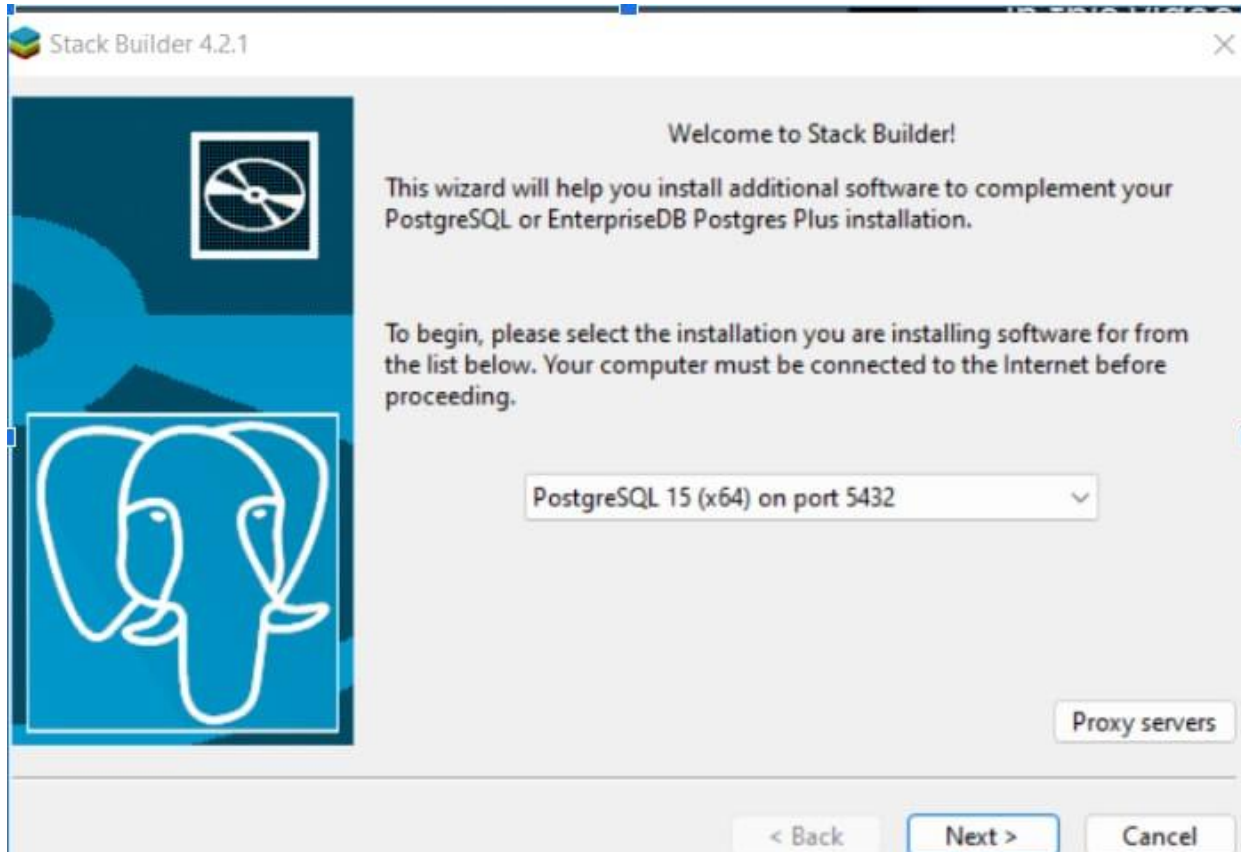 Stack Builder 4.2.1
Welcome to Stack Builder!
This wizard will help you install additional software to complement your
PostgreSQL or EnterpriseDB Postgres Plus installation.
To begin, please select the installation you are installing software for from
the list below. Your computer must be connected to the Internet before
proceeding.
PostgreSQL 15 (x64) on port 5432
Proxy servers
< Back
Next >
Cancel